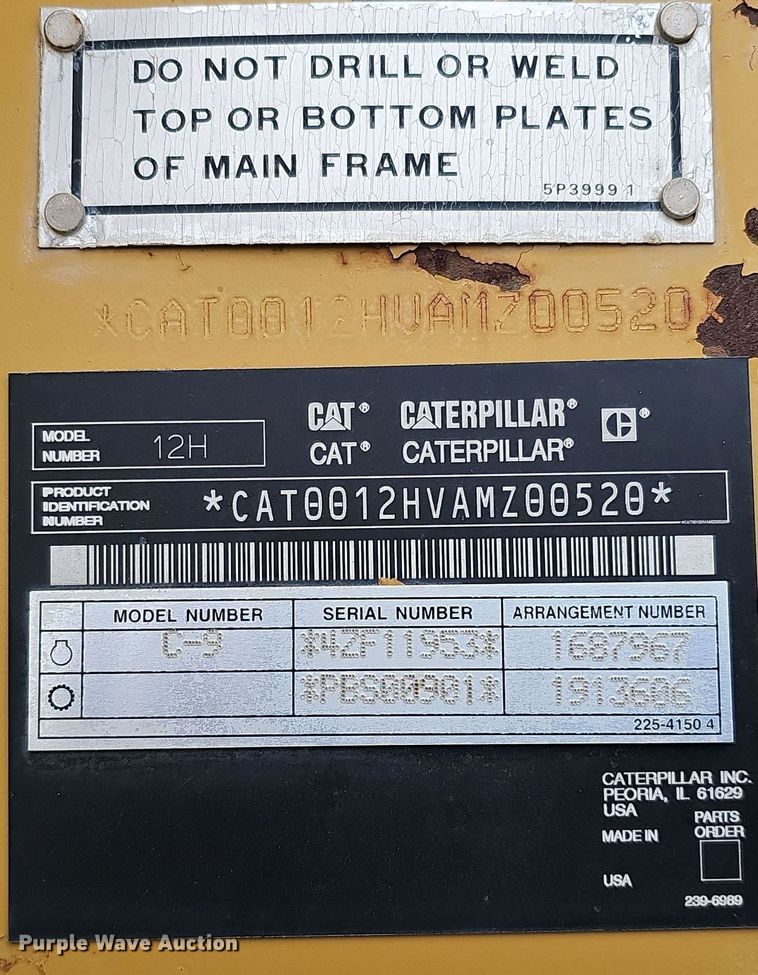 DO NOT DRILL OR WELD
TOP OR BOTTOM PLATES
OF MAIN FRAME
5P3999 1
*CAT0012HVAMZ00520*
MODEL NUMBER 12H
CAT® CATERPILLAR® ®
CAT® CATERPILLAR®
PRODUCT
IDENTIFICATION
NUMBER
*CAT0012HVAMZ00520*
*CAT0012HVAMZ00520*
MODEL NUMBER SERIAL NUMBER ARRANGEMENT NUMBER
C-9 *4ZF11953* 1687967
*PBS00901* 1913606
225-4150 4
CATERPILLAR INC.
PEORIA, IL 61629
USA
MADE IN
USA
PARTS
ORDER
239-6989
Purple Wave Auction